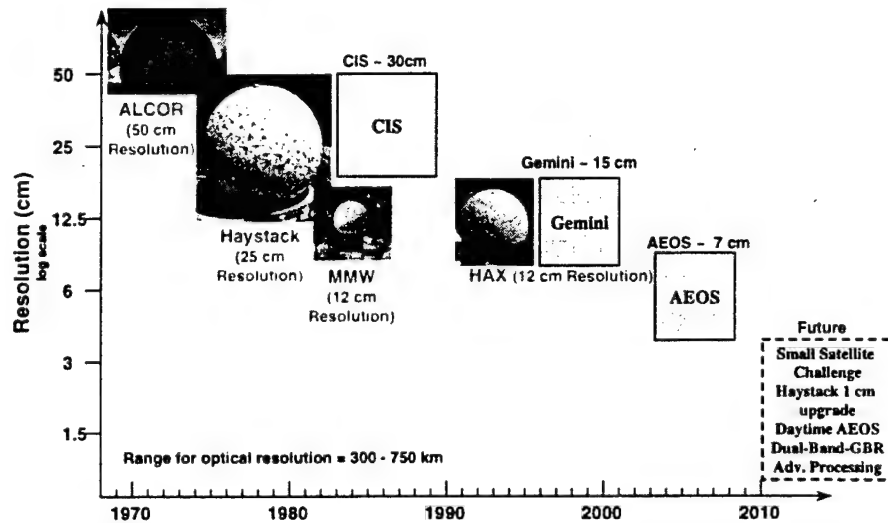 Resolution (cm)
log scale
50
25
12.5
6
3
1.5
ALCOR
(50 cm
Resolution)
Haystack
(25 cm
Resolution)
CIS - 30cm
CIS
MMW
(12 cm
Resolution)
HAX (12 cm Resolution)
Gemini - 15 cm
Gemini
AEOS - 7 cm
AEOS
Future
Small Satellite
Challenge
Haystack 1 cm
upgrade
Daytime AEOS
Dual-Band-GBR
Adv. Processing
Range for optical resolution = 300 - 750 km
1970
1980
1990
2000
2010